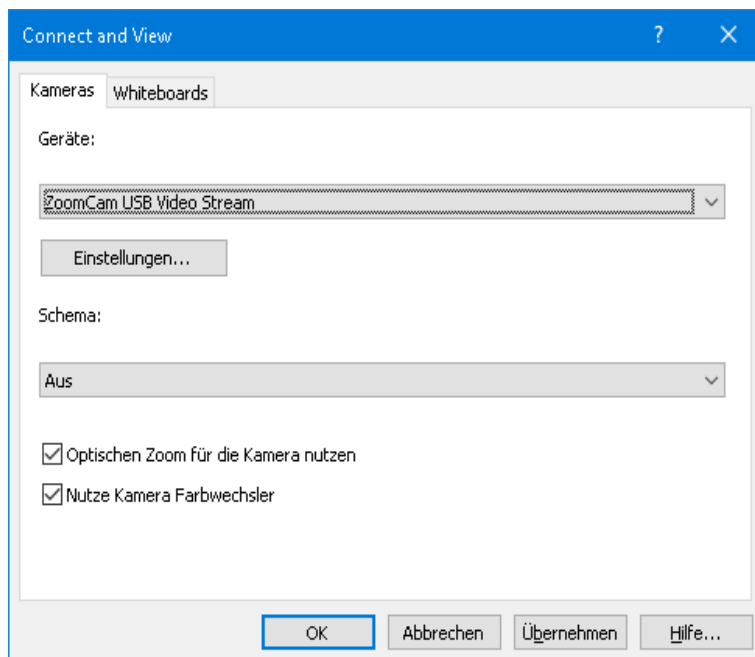 Connect and View ?
Kameras Whiteboards
Geräte:
ZoomCam USB Video Stream
Einstellungen...
Schema:
Aus
Optischen Zoom für die Kamera nutzen
Nutze Kamera Farbwechsler
OK Abbrechen Übernehmen Hilfe...